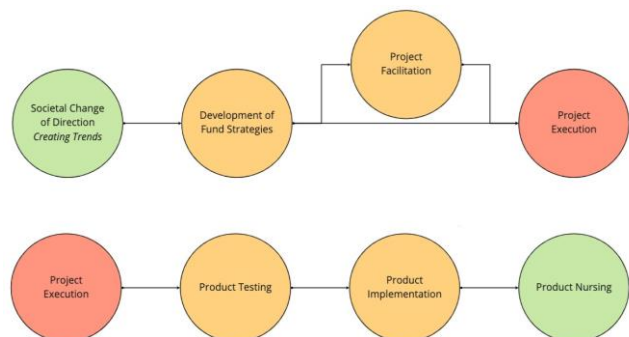 Project
Facilitation
Societal Change
of Direction
Creating Trends
Development of
Fund Strategies
Project
Execution
Project
Execution
Product Testing
Product
Implementation
Product Nursing